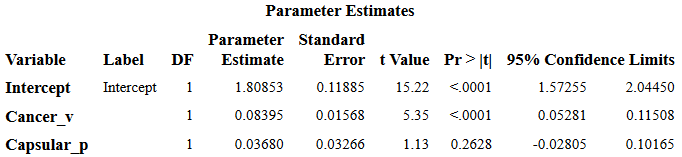 Parameter Estimates
Parameter Standard
Variable Label DF Estimate Error t Value Pr > |t| 95% Confidence Limits
Intercept Intercept 1 1.80853 0.11885 15.22 <.0001 1.57255 2.04450
Cancer_v 1 0.08395 0.01568 5.35 <.0001 0.05281 0.11508
Capsular_p 1 0.03680 0.03266 1.13 0.2628 -0.02805 0.10165